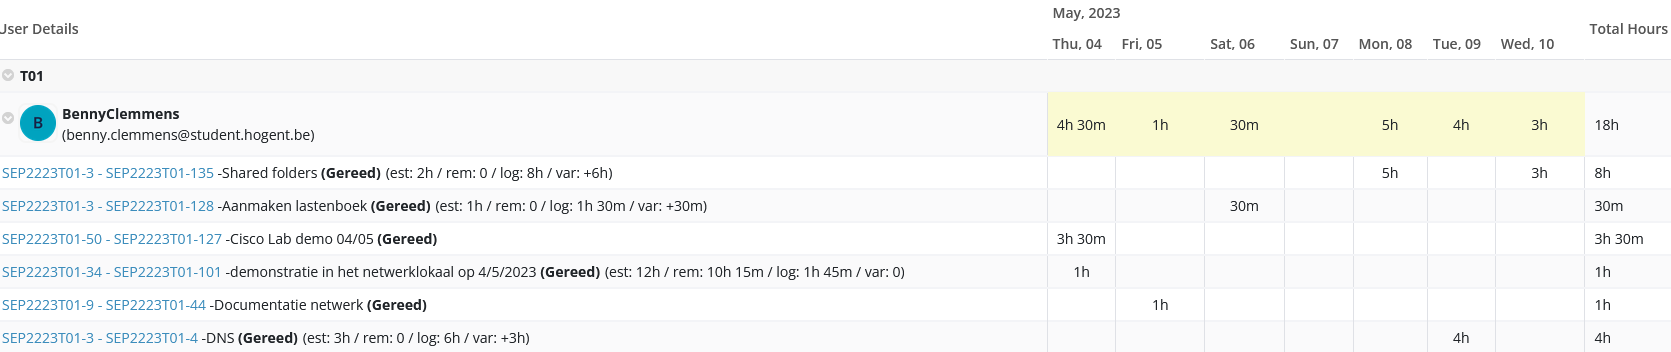 May, 2023
User Details
Total Hours
Thu, 04 Fri, 05 Sat, 06 Sun, 07 Mon, 08 Tue, 09 Wed, 10
T01
B
BennyClemmens
(benny.clemmens@student.hogent.be)
4h 30m 1h 30m 5h 4h 3h 18h
SEP2223T01-3 - SEP2223T01-135 -Shared folders (Gereed) (est: 2h / rem: 0 / log: 8h / var: +6h) 5h 3h 8h
SEP2223T01-3 - SEP2223T01-128 -Aanmaken lastenboek (Gereed) (est: 1h / rem: 0 / log: 1h 30m / var: +30m) 30m 30m
SEP2223T01-50 - SEP2223T01-127 -Cisco Lab demo 04/05 (Gereed) 3h 30m 3h 30m
SEP2223T01-34 - SEP2223T01-101 -demonstratie in het netwerklokaal op 4/5/2023 (Gereed) (est: 12h / rem: 10h 15m / log: 1h 45m / var: 0) 1h 1h
SEP2223T01-9 - SEP2223T01-44 -Documentatie netwerk (Gereed) 1h 1h
SEP2223T01-3 - SEP2223T01-4 -DNS (Gereed) (est: 3h / rem: 0 / log: 6h / var: +3h) 4h 4h